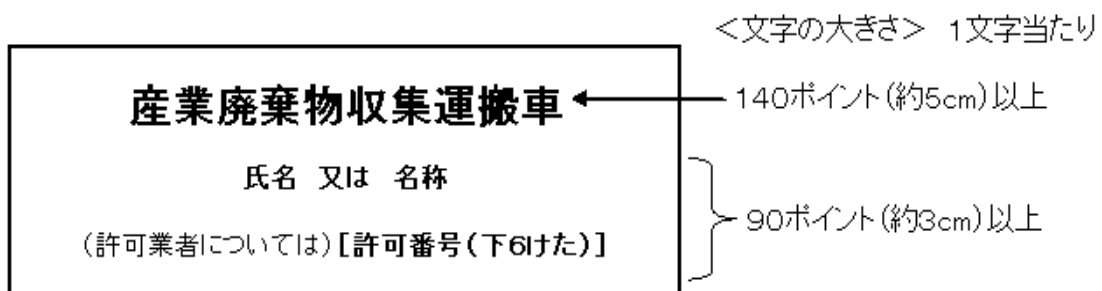 <文字の大きさ> 1文字当たり
産業廃棄物収集運搬車
140ポイント(約5cm)以上
氏名 又は 名称
90ポイント(約3cm)以上
(許可業者については)[許可番号(下6けた)]